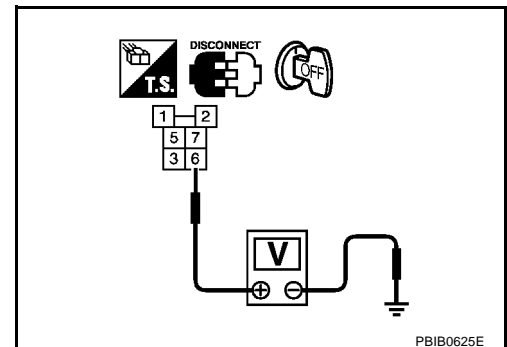 DISCONNECT
T.S.
OFF
1 2
5 7
3 6
V
+ -
PBIB0625E